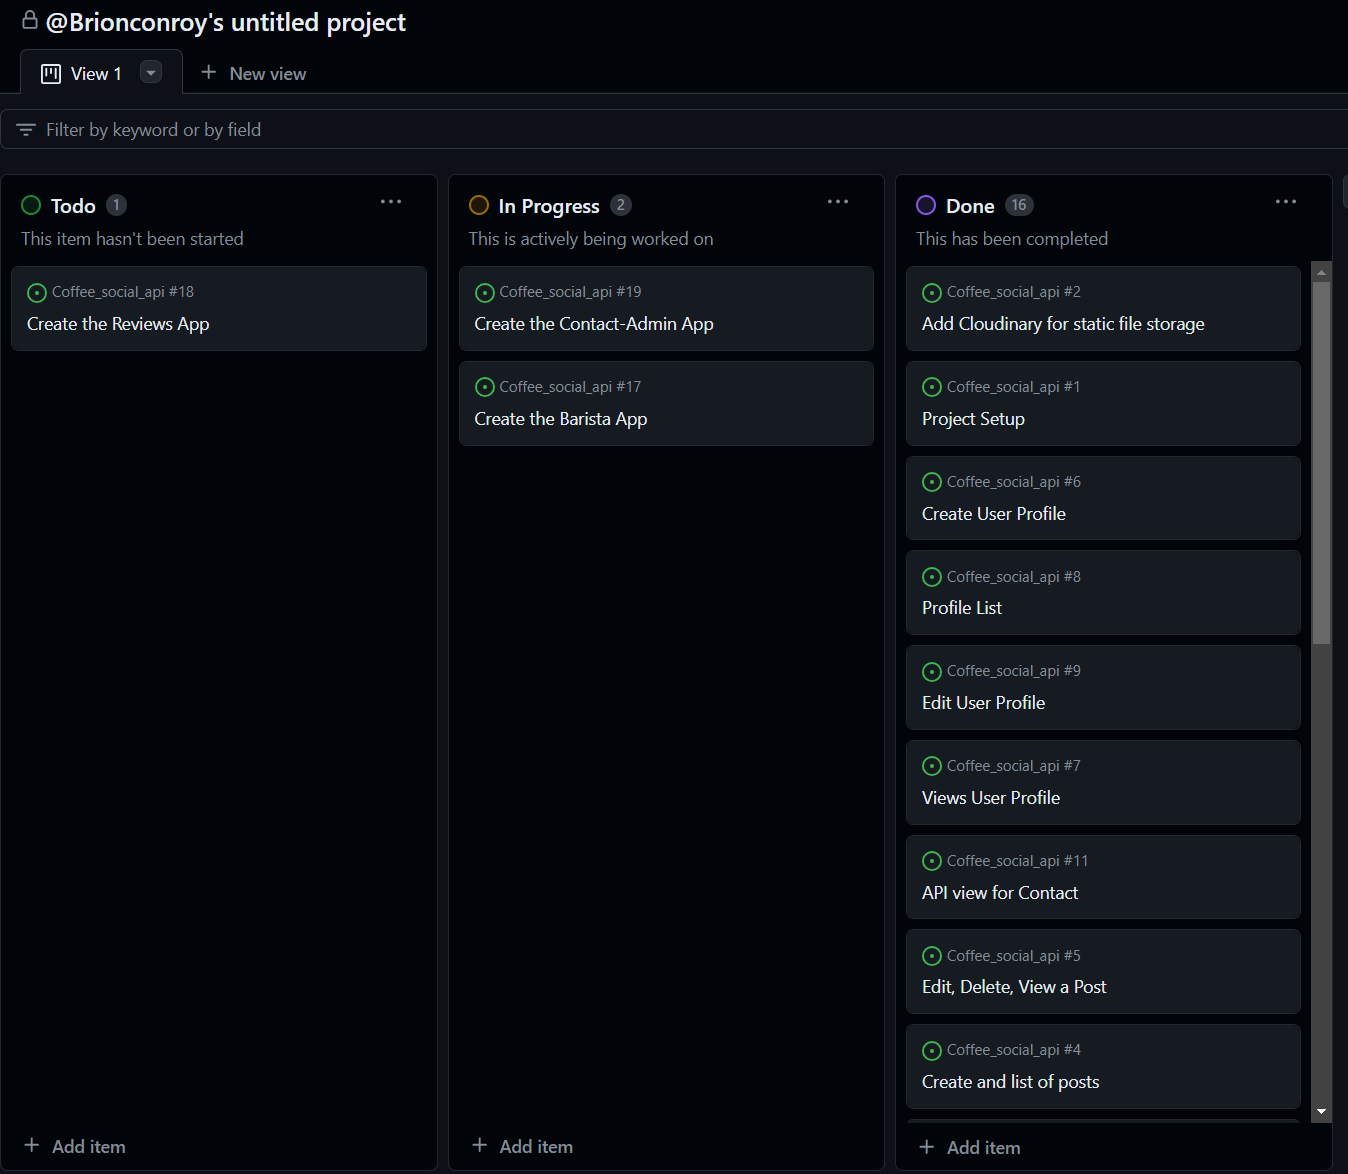 @Brionconroy's untitled project
View 1
New view
Filter by keyword or by field
Todo 1
This item hasn't been started
Coffee_social_api #18
Create the Reviews App
Add item
In Progress 2
This is actively being worked on
Coffee_social_api #19
Create the Contact-Admin App
Coffee_social_api #17
Create the Barista App
Add item
Done 16
This has been completed
Coffee_social_api #2
Add Cloudinary for static file storage
Coffee_social_api #1
Project Setup
Coffee_social_api #6
Create User Profile
Coffee_social_api #8
Profile List
Coffee_social_api #9
Edit User Profile
Coffee_social_api #7
Views User Profile
Coffee_social_api #11
API view for Contact
Coffee_social_api #5
Edit, Delete, View a Post
Coffee_social_api #4
Create and list of posts
Add item